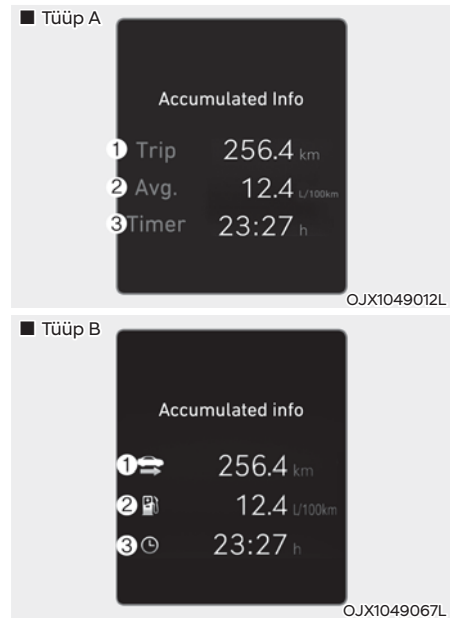 ■ Tüüp A
Accumulated Info
① Trip 256.4 km
② Avg. 12.4 L/100km
③ Timer 23:27 h
OJX1049012L
■ Tüüp B
Accumulated info
① 256.4 km
② 12.4 L/100km
③ 23:27 h
OJX1049067L